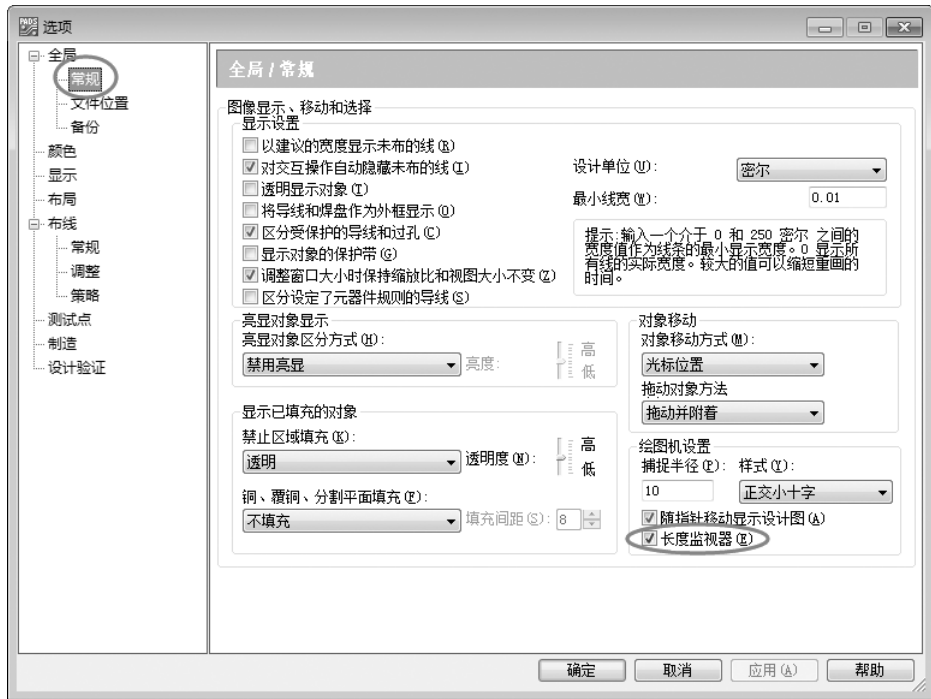 PADS 选项
全局
常规
文件位置
备份
颜色
显示
布局
布线
常规
调整
策略
测试点
制造
设计验证
全局 / 常规
图像显示、移动和选择
显示设置
以建议的宽度显示未布的线(R)
对交互操作自动隐藏未布的线(I)
透明显示对象(T)
将导线和焊盘作为外框显示(O)
区分受保护的导线和过孔(C)
显示对象的保护带(G)
调整窗口大小时保持缩放比和视图大小不变(Z)
区分设定了元器件规则的导线(S)
设计单位(U): 密尔
最小线宽(W): 0.01
提示:输入一个介于 0 和 250 密尔 之间的
宽度值作为线条的最小显示宽度。0 显示所
有线的实际宽度。较大的值可以缩短重画的
时间。
亮显对象显示
亮显对象区分方式(H):
禁用亮显 亮度: 高
低
显示已填充的对象
禁止区域填充(K):
透明 透明度(N): 高
低
铜、覆铜、分割平面填充(F):
不填充 填充间距(S): 8
对象移动
对象移动方式(M):
光标位置
拖动对象方法
拖动并附着
绘图机设置
捕捉半径(P): 样式(Y):
10 正交小十字
随指针移动显示设计图(A)
长度监视器(E)
确定 取消 应用(A) 帮助